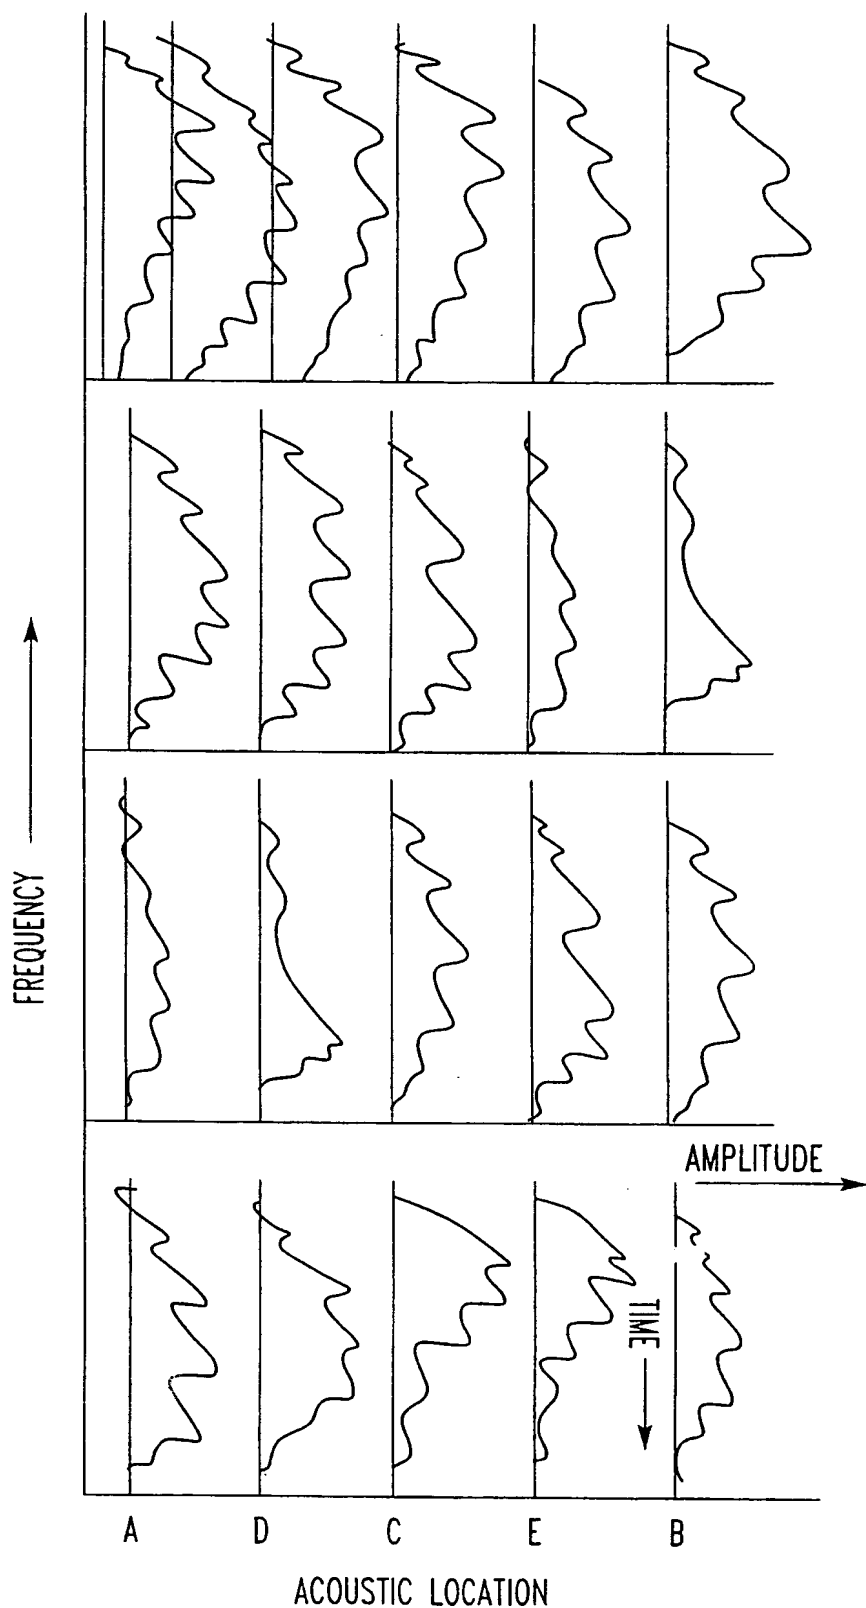 FREQUENCY
AMPLITUDE
TIME
A D C E B
ACOUSTIC LOCATION